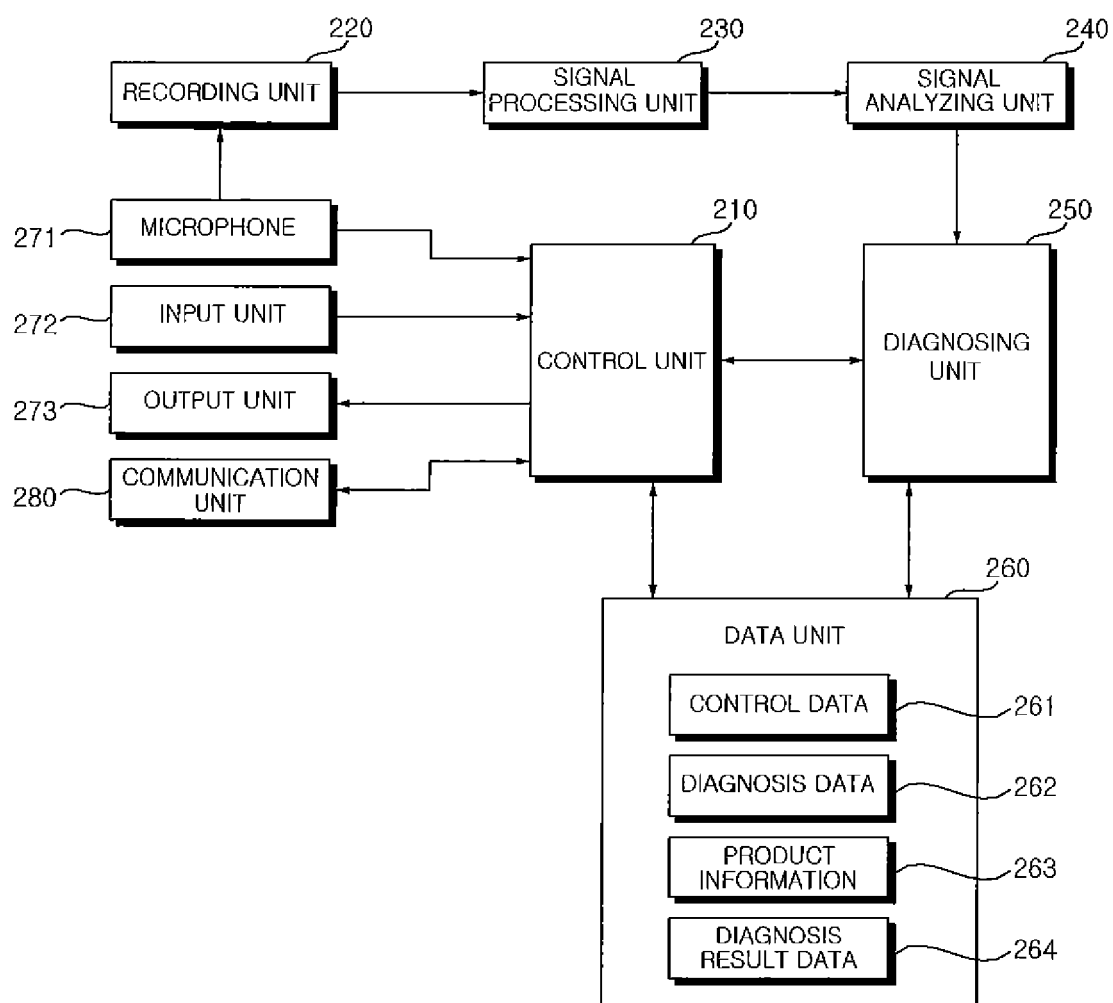 220
230
240
RECORDING UNIT
SIGNAL
PROCESSING UNIT
SIGNAL
ANALYZING UNIT
271
MICROPHONE
210
250
272
INPUT UNIT
CONTROL UNIT
DIAGNOSING
UNIT
273
OUTPUT UNIT
280
COMMUNICATION
UNIT
260
DATA UNIT
CONTROL DATA
261
DIAGNOSIS DATA
262
PRODUCT
INFORMATION
263
DIAGNOSIS
RESULT DATA
264